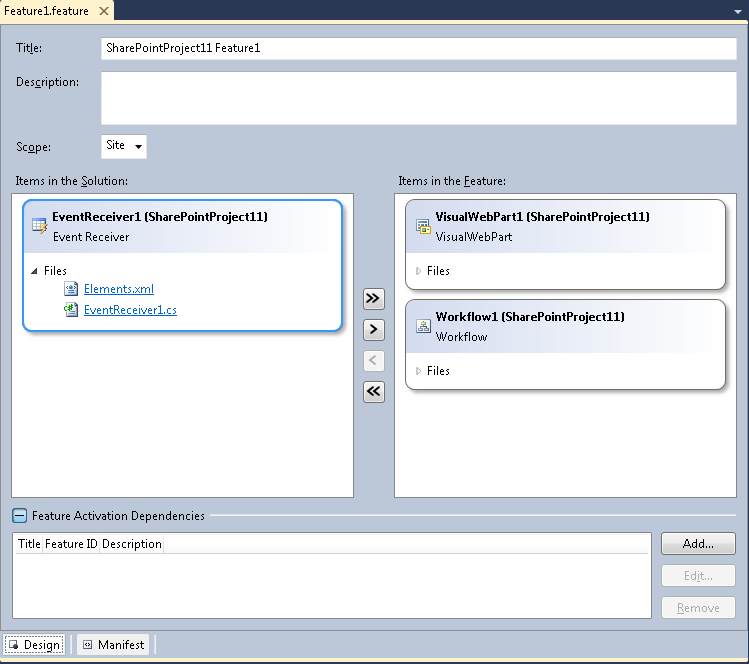 Feature1.feature
Title: SharePointProject11 Feature1
Description:
Scope: Site
Items in the Solution:
EventReceiver1 (SharePointProject11)
Event Receiver
Files
Elements.xml
EventReceiver1.cs
Items in the Feature:
VisualWebPart1 (SharePointProject11)
VisualWebPart
Files
Workflow1 (SharePointProject11)
Workflow
Files
Feature Activation Dependencies
Title Feature ID Description
Add...
Edit...
Remove
Design Manifest